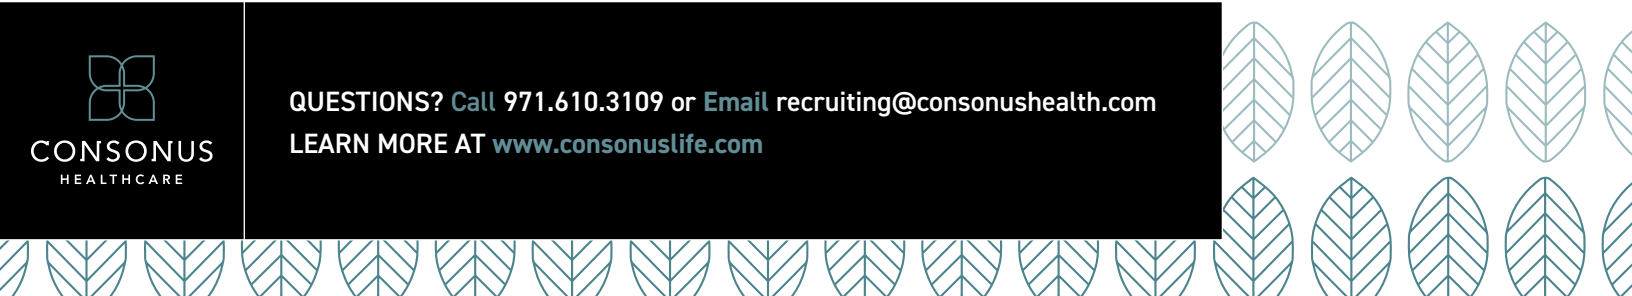 CONSONUS
HEALTHCARE
QUESTIONS? Call 971.610.3109 or Email recruiting@consonushealth.com
LEARN MORE AT www.consonuslife.com